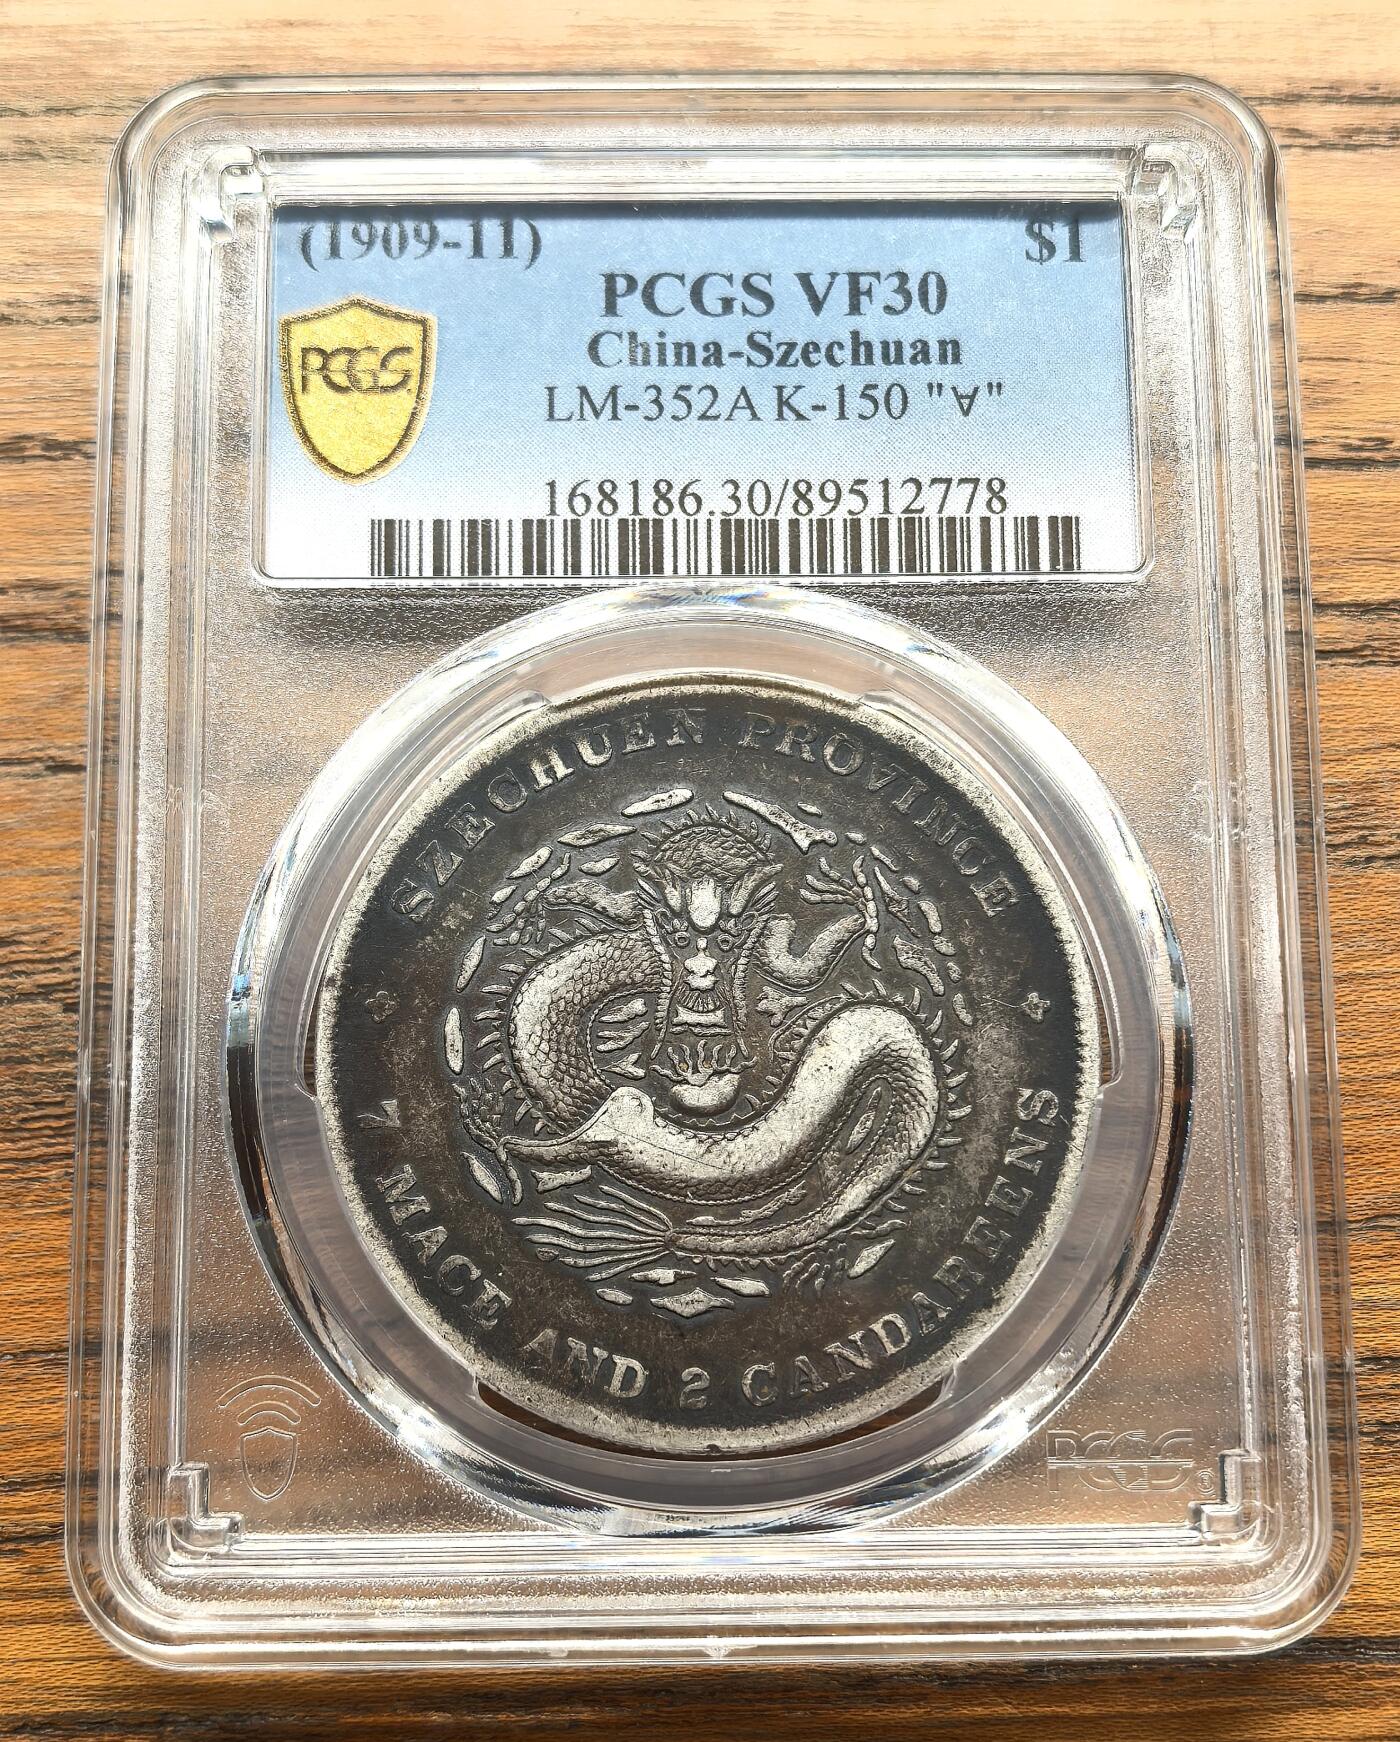 (1909-11) $1
PCGS VF30
China-Szechuan
PCGS
LM-352A K-150 "∀"
168186.30/89512778
SZECHUEN PROVINCE
7 MACE AND 2 CANDAREENS
PCGS